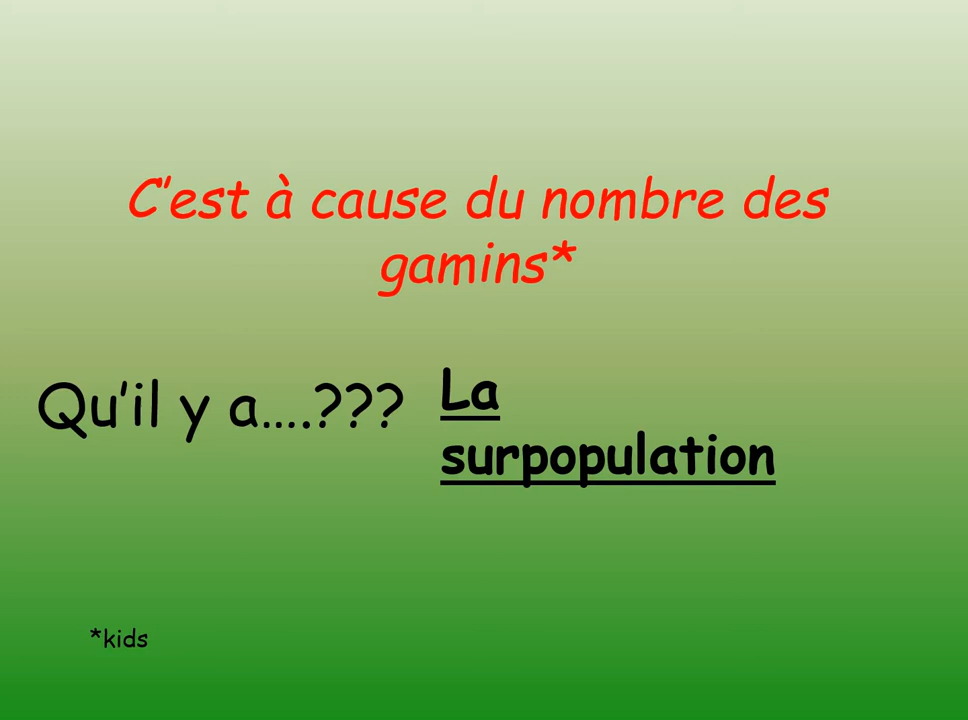 C’est à cause du nombre des
gamins*
Qu’il y a….???
La
surpopulation
*kids